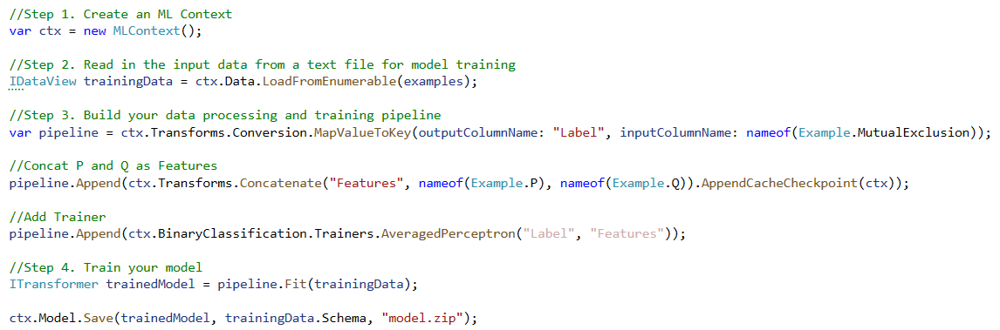 //Step 1. Create an ML Context
var ctx = new MLContext();
//Step 2. Read in the input data from a text file for model training
IDataView trainingData = ctx.Data.LoadFromEnumerable(examples);
//Step 3. Build your data processing and training pipeline
var pipeline = ctx.Transforms.Conversion.MapValueToKey(outputColumnName: "Label", inputColumnName: nameof(Example.MutualExclusion));
//Concat P and Q as Features
pipeline.Append(ctx.Transforms.Concatenate("Features", nameof(Example.P), nameof(Example.Q)).AppendCacheCheckpoint(ctx));
//Add Trainer
pipeline.Append(ctx.BinaryClassification.Trainers.AveragedPerceptron("Label", "Features"));
//Step 4. Train your model
ITransformer trainedModel = pipeline.Fit(trainingData);
ctx.Model.Save(trainedModel, trainingData.Schema, "model.zip");